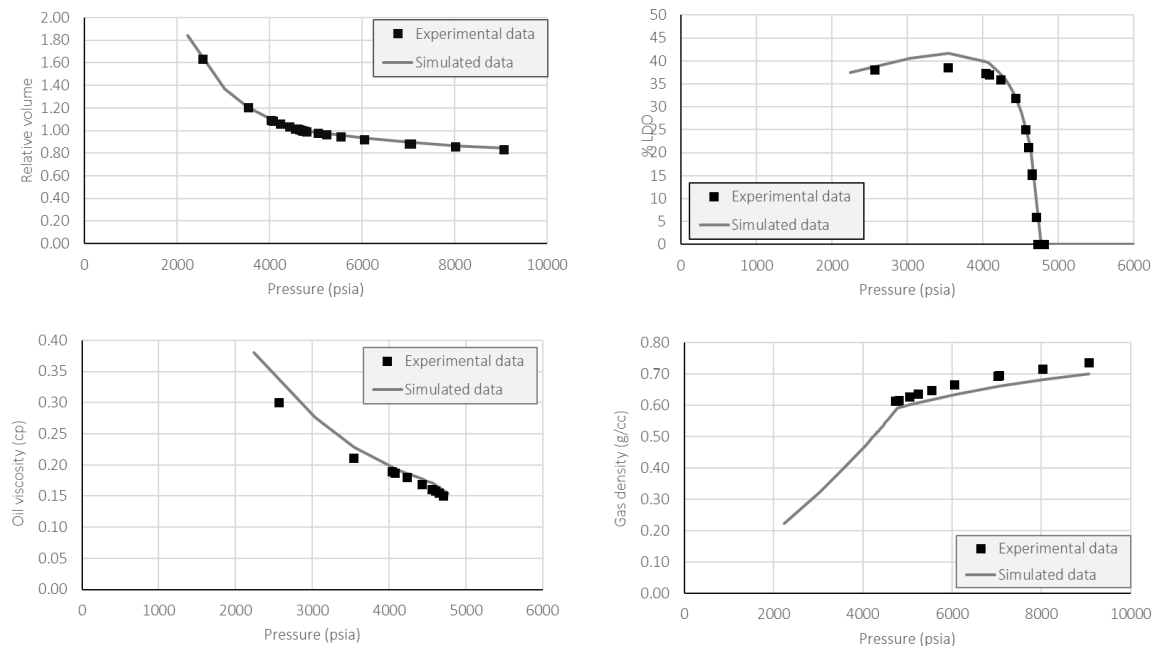 2.00
1.80
1.60
1.40
1.20
1.00
0.80
0.60
0.40
0.20
0.00
Relative volume
Experimental data
Simulated data
0 2000 4000 6000 8000 10000
Pressure (psia)
50
45
40
35
30
25
20
15
10
5
0
% LDO
Experimental data
Simulated data
0 1000 2000 3000 4000 5000 6000
Pressure (psia)
0.40
0.35
0.30
0.25
0.20
0.15
0.10
0.05
0.00
Oil viscosity (cp)
Experimental data
Simulated data
0 1000 2000 3000 4000 5000 6000
Pressure (psia)
0.80
0.70
0.60
0.50
0.40
0.30
0.20
0.10
0.00
Gas density (g/cc)
Experimental data
Simulated data
0 2000 4000 6000 8000 10000
Pressure (psia)